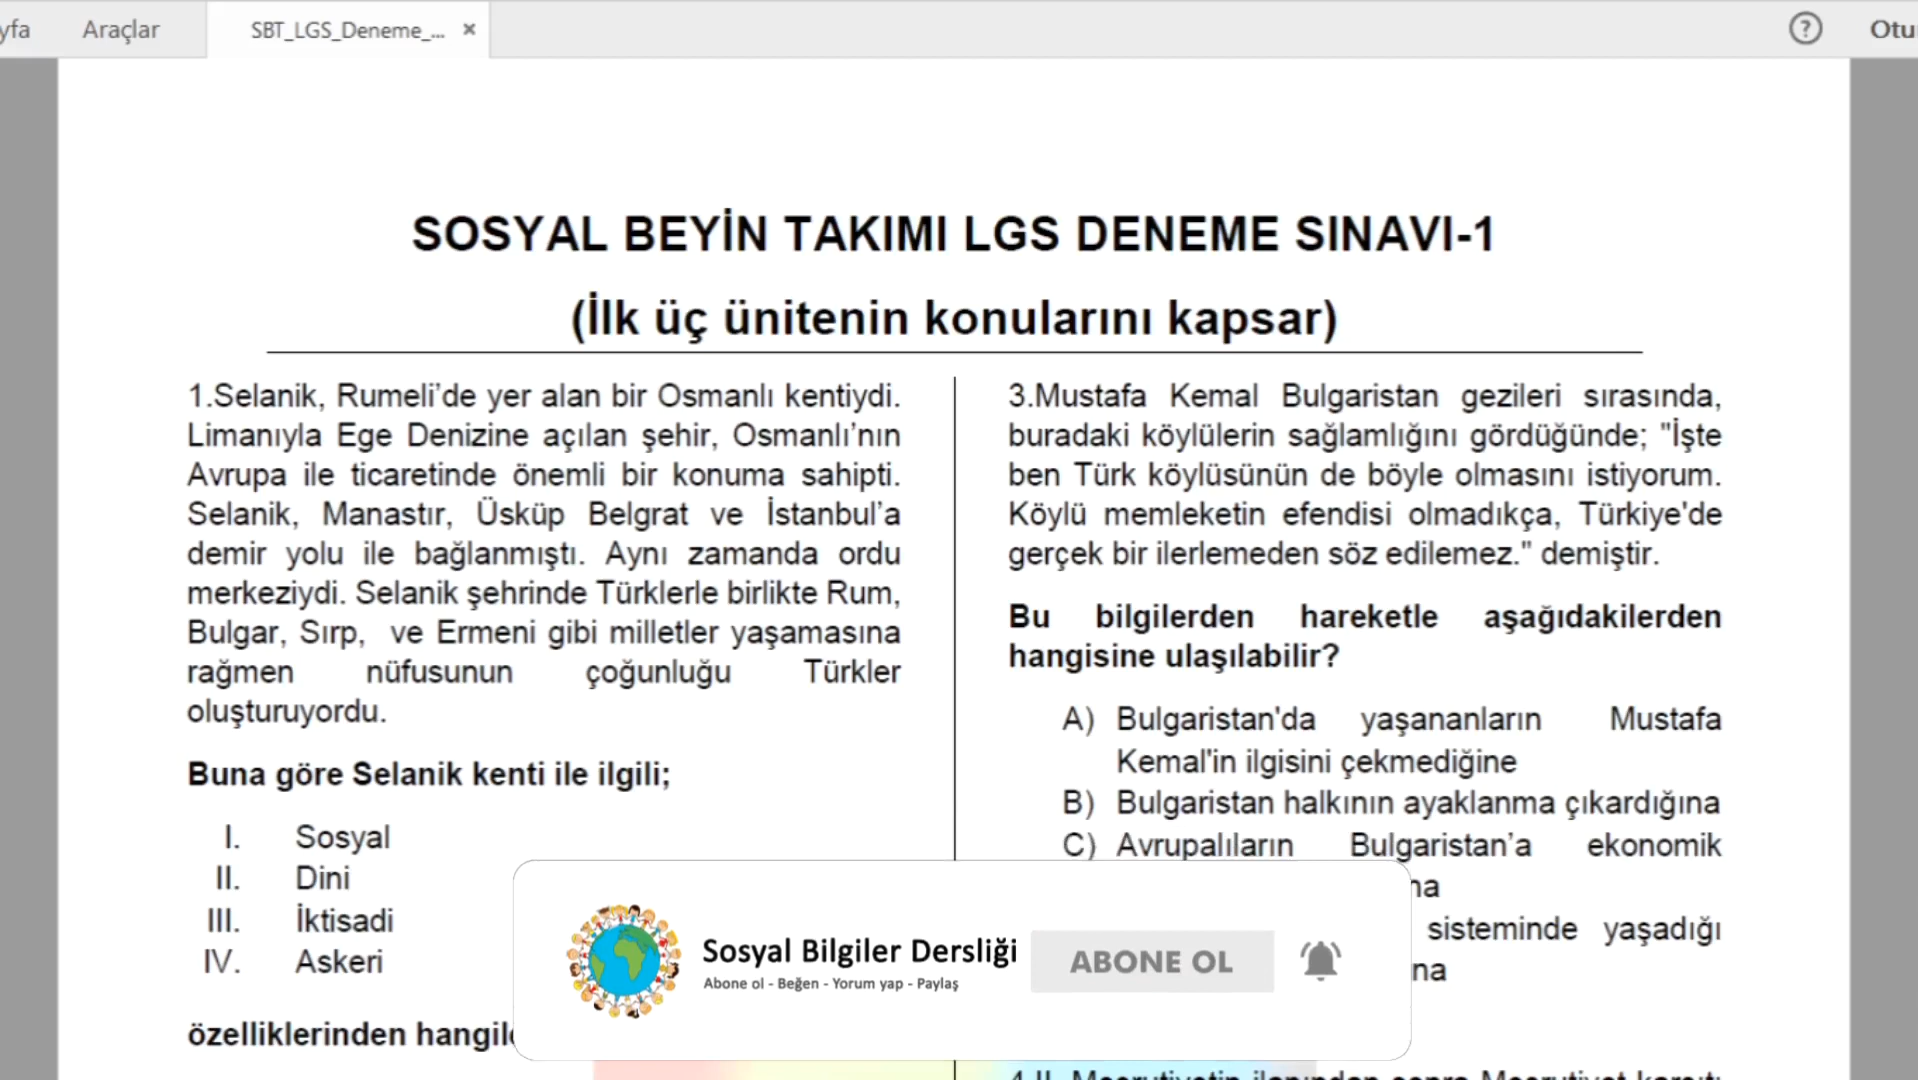 Araçlar
SBT_LGS_Deneme_... ×
?
SOSYAL BEYİN TAKIMI LGS DENEME SINAVI-1
(İlk üç ünitenin konularını kapsar)
1.Selanik, Rumeli’de yer alan bir Osmanlı kentiydi.
Limanıyla Ege Denizine açılan şehir, Osmanlı’nın
Avrupa ile ticaretinde önemli bir konuma sahipti.
Selanik, Manastır, Üsküp Belgrat ve İstanbul’a
demir yolu ile bağlanmıştı. Aynı zamanda ordu
merkeziydi. Selanik şehrinde Türklerle birlikte Rum,
Bulgar, Sırp, ve Ermeni gibi milletler yaşamasına
rağmen nüfusunun çoğunluğu Türkler
oluşturuyordu.
Buna göre Selanik kenti ile ilgili;
I. Sosyal
II. Dini
III. İktisadi
IV. Askeri
özelliklerinden
3.Mustafa Kemal Bulgaristan gezileri sırasında,
buradaki köylülerin sağlamlığını gördüğünde; "İşte
ben Türk köylüsünün de böyle olmasını istiyorum.
Köylü memleketin efendisi olmadıkça, Türkiye'de
gerçek bir ilerlemeden söz edilemez." demiştir.
Bu bilgilerden hareketle aşağıdakilerden
hangisine ulaşılabilir?
A) Bulgaristan'da yaşananların Mustafa
Kemal'in ilgisini çekmediğine
B) Bulgaristan halkının ayaklanma çıkardığına
C) Avrupalıların Bulgaristan’a ekonomik
sisteminde yaşadığı
Sosyal Bilgiler Dersliği
Abone ol - Beğen - Yorum yap - Paylaş
ABONE OL